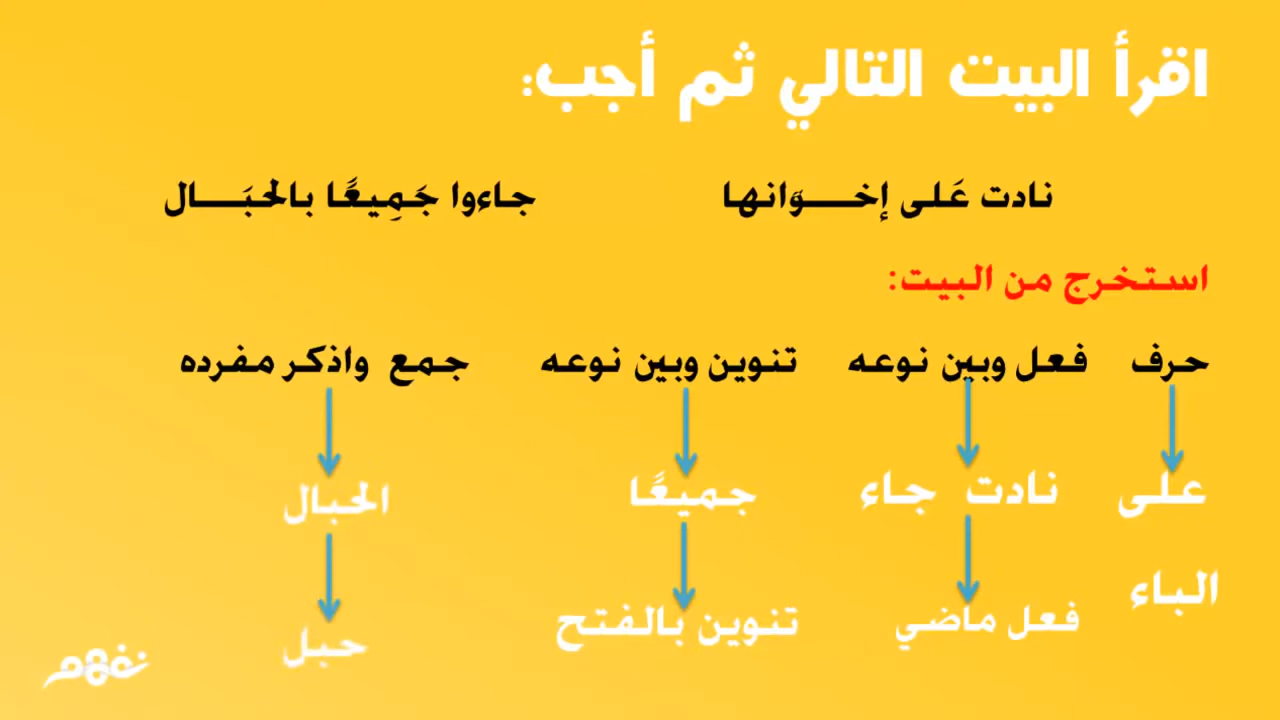 اقرأ البيت التالي ثم أجب:
نادت عَلى إخـــوَانها جاءوا جَمِيعًا بالحبَـــال
استخرج من البيت:
حرف فعل وبين نوعه تنوين وبين نوعه جمع واذكر مفرده
على نادت جاء جميعًا الحبال
الباء فعل ماضي تنوين بالفتح حبل
نفهم